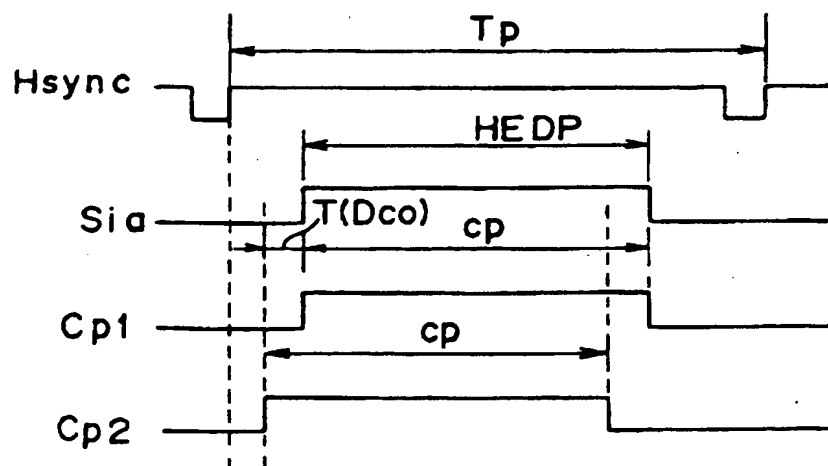 Tp
Hsync
HEDP
Sia
T(Dco)
cp
Cp1
cp
Cp2